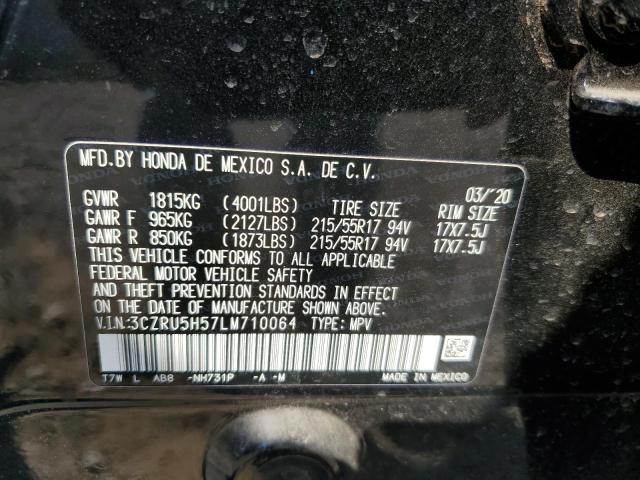 MFD.BY HONDA DE MEXICO S.A. DE C.V.
03/'20
GVWR 1815KG (4001LBS) TIRE SIZE RIM SIZE
GAWR F 965KG (2127LBS) 215/55R17 94V 17X7.5J
GAWR R 850KG (1873LBS) 215/55R17 94V 17X7.5J
THIS VEHICLE CONFORMS TO ALL APPLICABLE
FEDERAL MOTOR VEHICLE SAFETY
AND THEFT PREVENTION STANDARDS IN EFFECT
ON THE DATE OF MANUFACTURE SHOWN ABOVE.
V.I.N:3CZRU5H57LM710064 TYPE: MPV
T7W L AB8 -NH731P -A -M MADE IN MEXICO